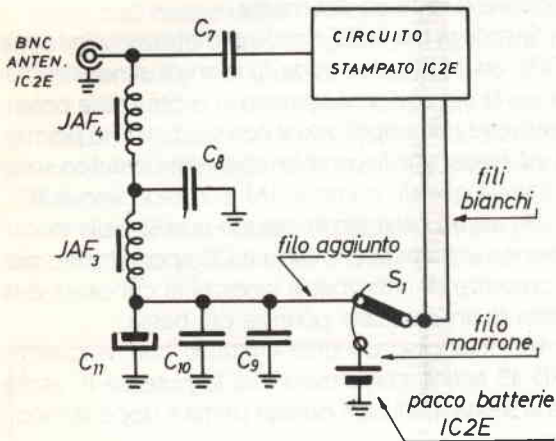 BNC
ANTEN.
IC2E
C7
CIRCUITO
STAMPATO IC2E
JAF2
C8
JAF3
fili
bianchi
filo aggiunto
S1
filo
marrone
C11
C10
C9
pacco batterie
IC2E